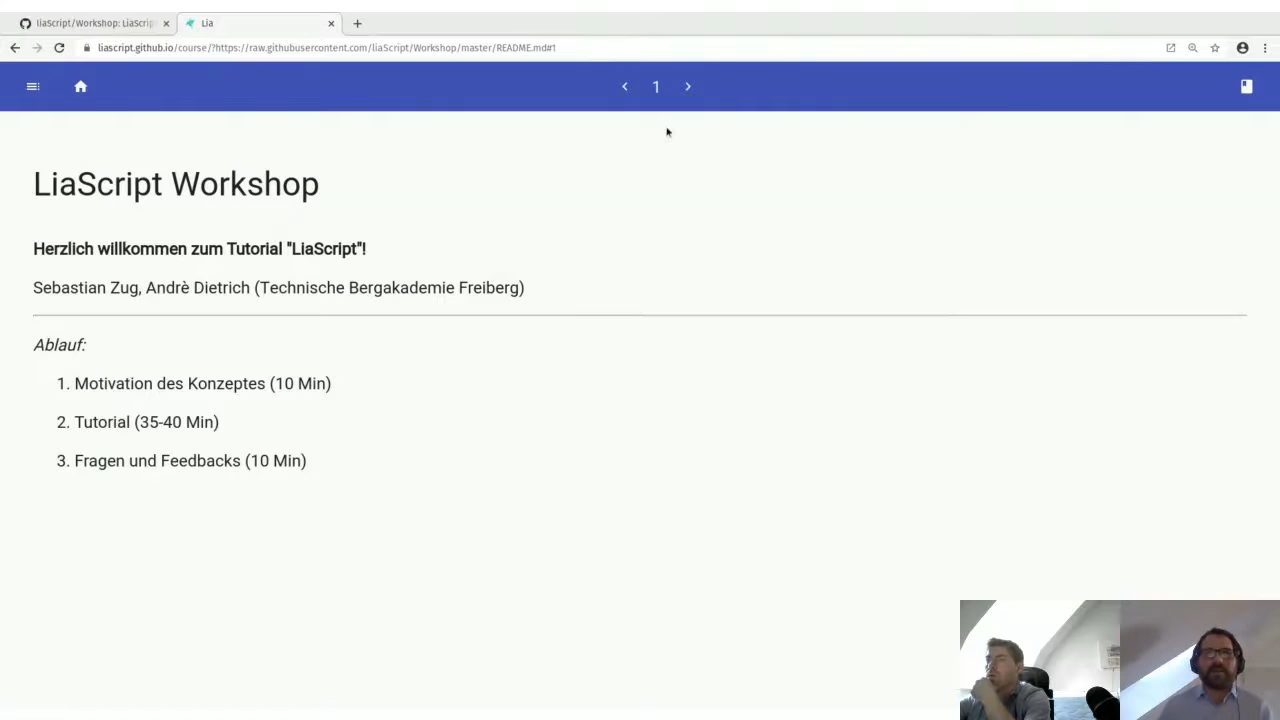 liaScript/Workshop: LiaScrip
Lia
liascript.github.io/course/?https://raw.githubusercontent.com/liaScript/Workshop/master/README.md#1
1
LiaScript Workshop
Herzlich willkommen zum Tutorial "LiaScript"!
Sebastian Zug, Andrè Dietrich (Technische Bergakademie Freiberg)
Ablauf:
1. Motivation des Konzeptes (10 Min)
2. Tutorial (35-40 Min)
3. Fragen und Feedbacks (10 Min)